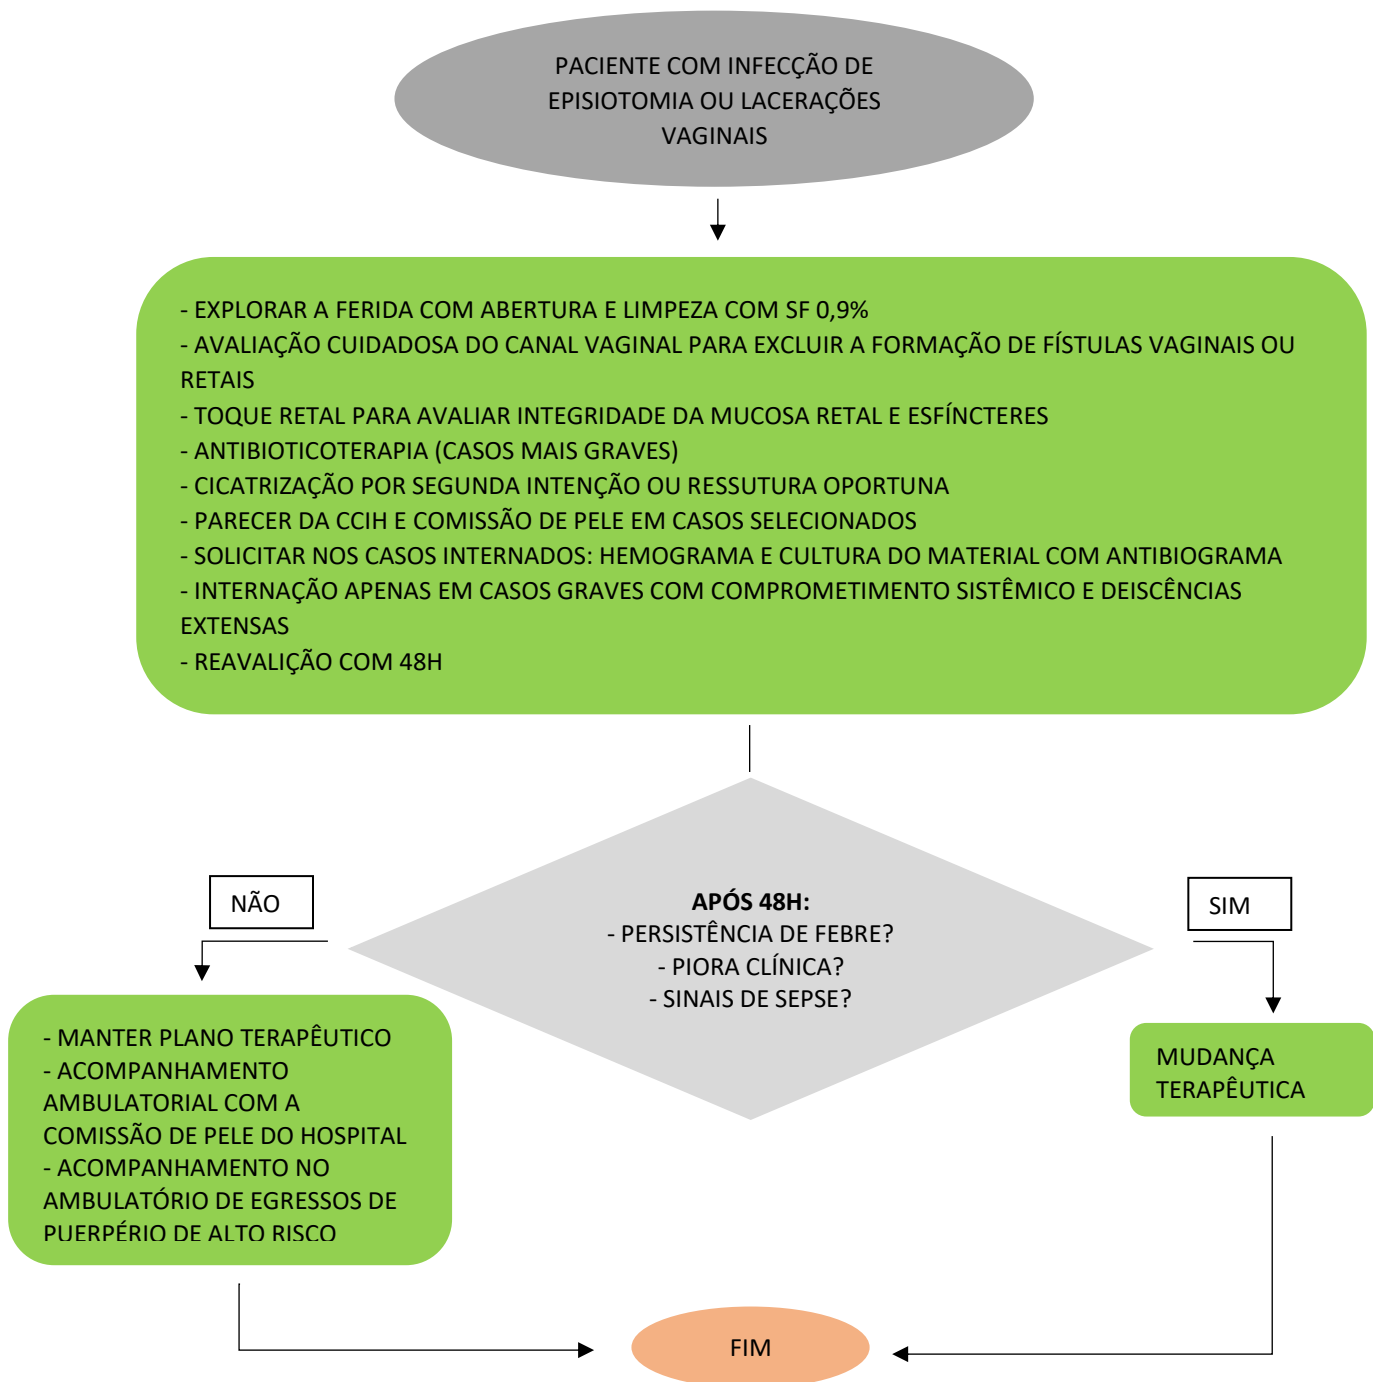 PACIENTE COM INFECÇÃO DE
EPISIOTOMIA OU LACERAÇÕES
VAGINAIS
- EXPLORAR A FERIDA COM ABERTURA E LIMPEZA COM SF 0,9%
- AVALIAÇÃO CUIDADOSA DO CANAL VAGINAL PARA EXCLUIR A FORMAÇÃO DE FÍSTULAS VAGINAIS OU
RETAIS
- TOQUE RETAL PARA AVALIAR INTEGRIDADE DA MUCOSA RETAL E ESFÍNCTERES
- ANTIBIOTICOTERAPIA (CASOS MAIS GRAVES)
- CICATRIZAÇÃO POR SEGUNDA INTENÇÃO OU RESSUTURA OPORTUNA
- PARECER DA CCIH E COMISSÃO DE PELE EM CASOS SELECIONADOS
- SOLICITAR NOS CASOS INTERNADOS: HEMOGRAMA E CULTURA DO MATERIAL COM ANTIBIOGRAMA
- INTERNAÇÃO APENAS EM CASOS GRAVES COM COMPROMETIMENTO SISTÊMICO E DEISCÊNCIAS
EXTENSAS
- REAVALIÇÃO COM 48H
APÓS 48H:
- PERSISTÊNCIA DE FEBRE?
- PIORA CLÍNICA?
- SINAIS DE SEPSE?
NÃO
- MANTER PLANO TERAPÊUTICO
- ACOMPANHAMENTO
AMBULATORIAL COM A
COMISSÃO DE PELE DO HOSPITAL
- ACOMPANHAMENTO NO
AMBULATÓRIO DE EGRESSOS DE
PUERPÉRIO DE ALTO RISCO
SIM
MUDANÇA
TERAPÊUTICA
FIM